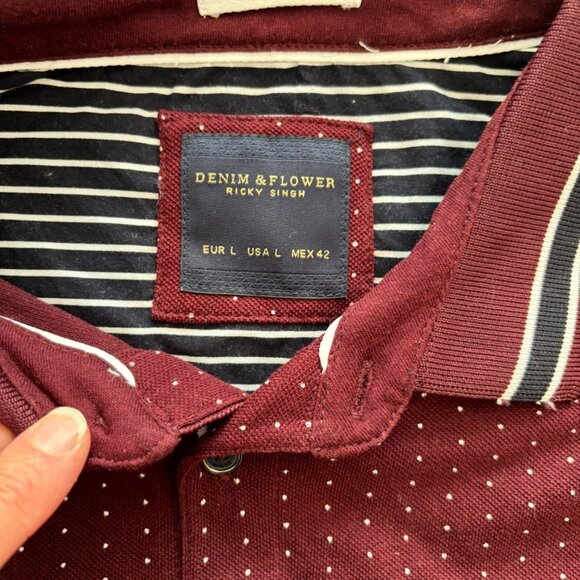 DENIM & FLOWER
RICKY SINGH
EUR L USA L MEX 42